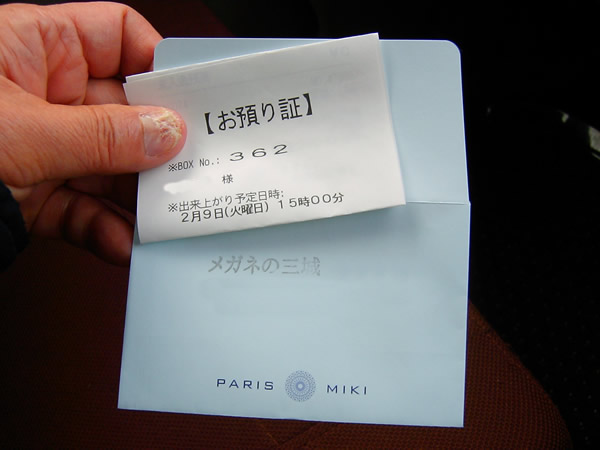 【お預り証】
※BOX No.: 362
様
※出来上がり予定日時:
2月9日(火曜日) 15時00分
メガネの三城
PARIS MIKI